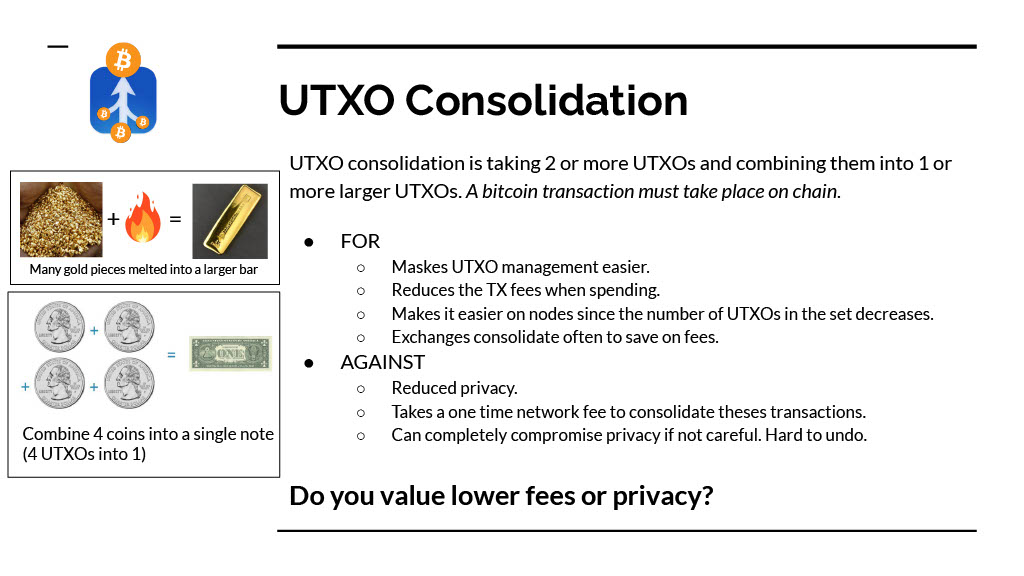 UTXO Consolidation
UTXO consolidation is taking 2 or more UTXOs and combining them into 1 or
more larger UTXOs. A bitcoin transaction must take place on chain.
+ =
Many gold pieces melted into a larger bar
● FOR
○ Maskes UTXO management easier.
○ Reduces the TX fees when spending.
○ Makes it easier on nodes since the number of UTXOs in the set decreases.
○ Exchanges consolidate often to save on fees.
● AGAINST
○ Reduced privacy.
○ Takes a one time network fee to consolidate theses transactions.
○ Can completely compromise privacy if not careful. Hard to undo.
+
=
ONE
+ +
Combine 4 coins into a single note
(4 UTXOs into 1)
Do you value lower fees or privacy?